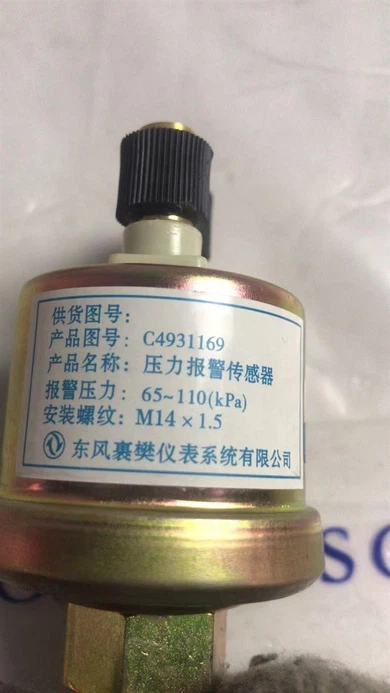 供货图号:
产品图号: C4931169
产品名称: 压力报警传感器
报警压力: 65~110(kPa)
安装螺纹: M14×1.5
东风襄樊仪表系统有限公司